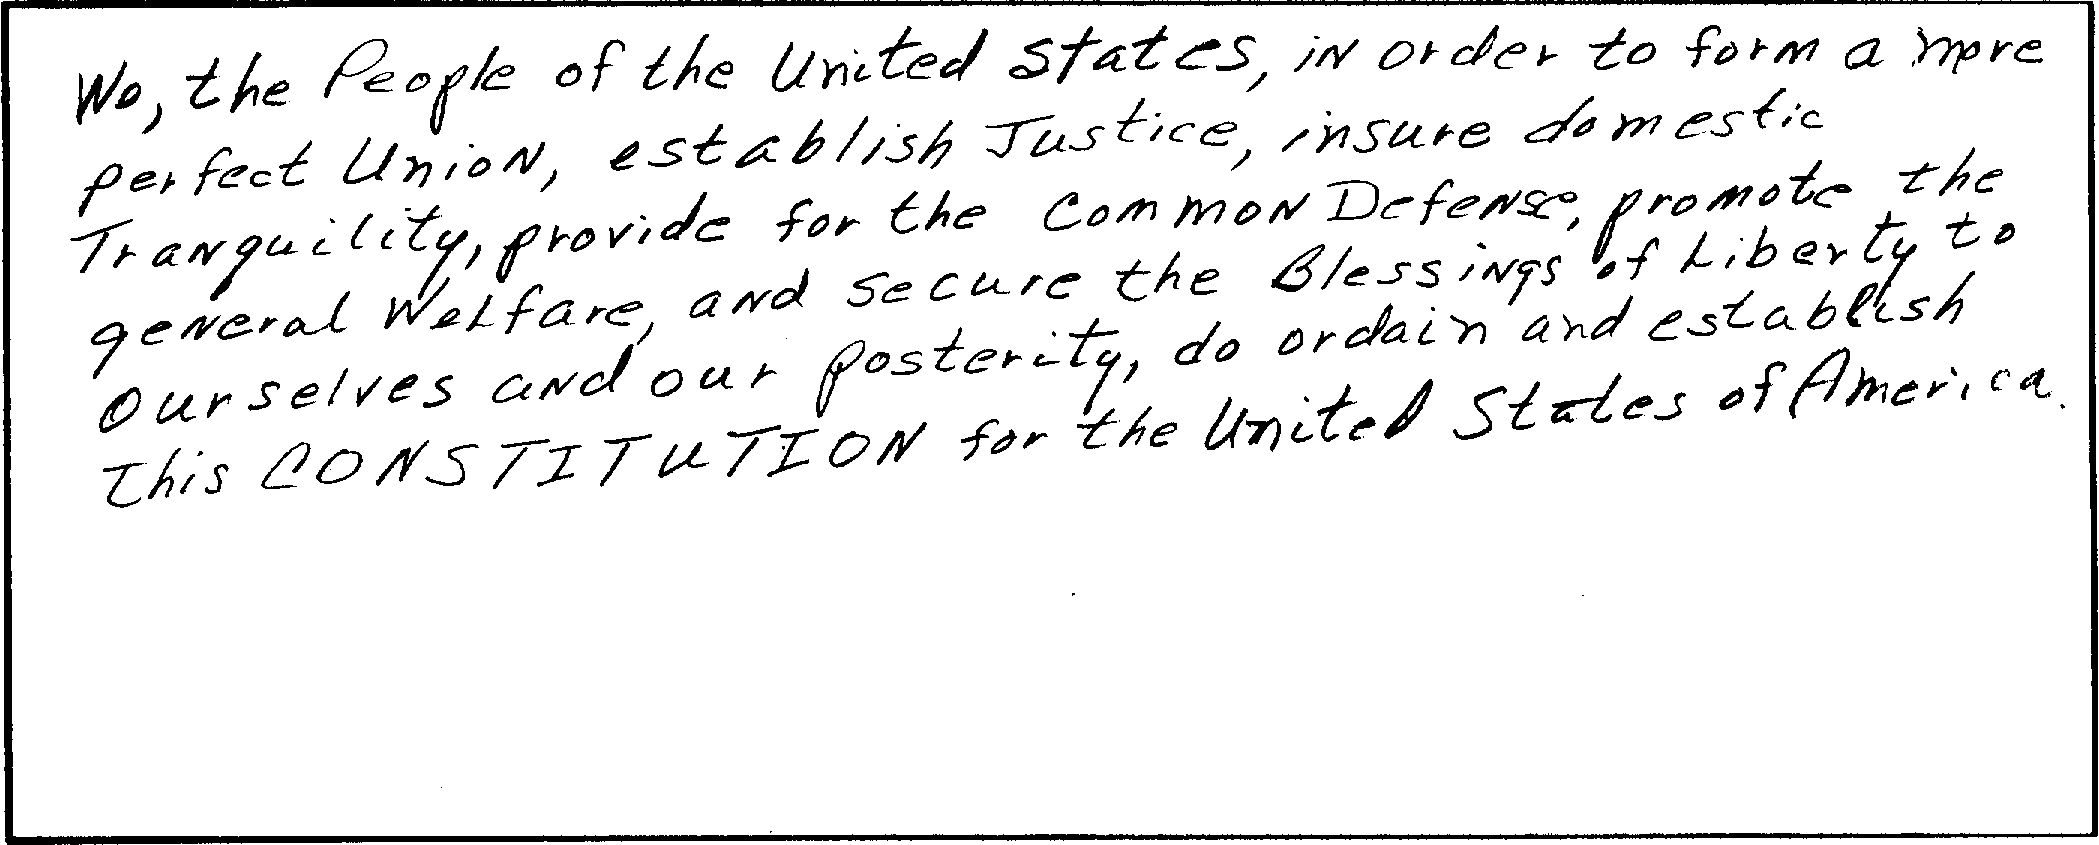 We, the People of the United States, in order to form a more
perfect Union, establish Justice, insure domestic
Tranquility, provide for the Common Defense, promote the
general Welfare, and secure the Blessings of Liberty to
ourselves and our posterity, do ordain and establish
this CONSTITUTION for the United States of America.